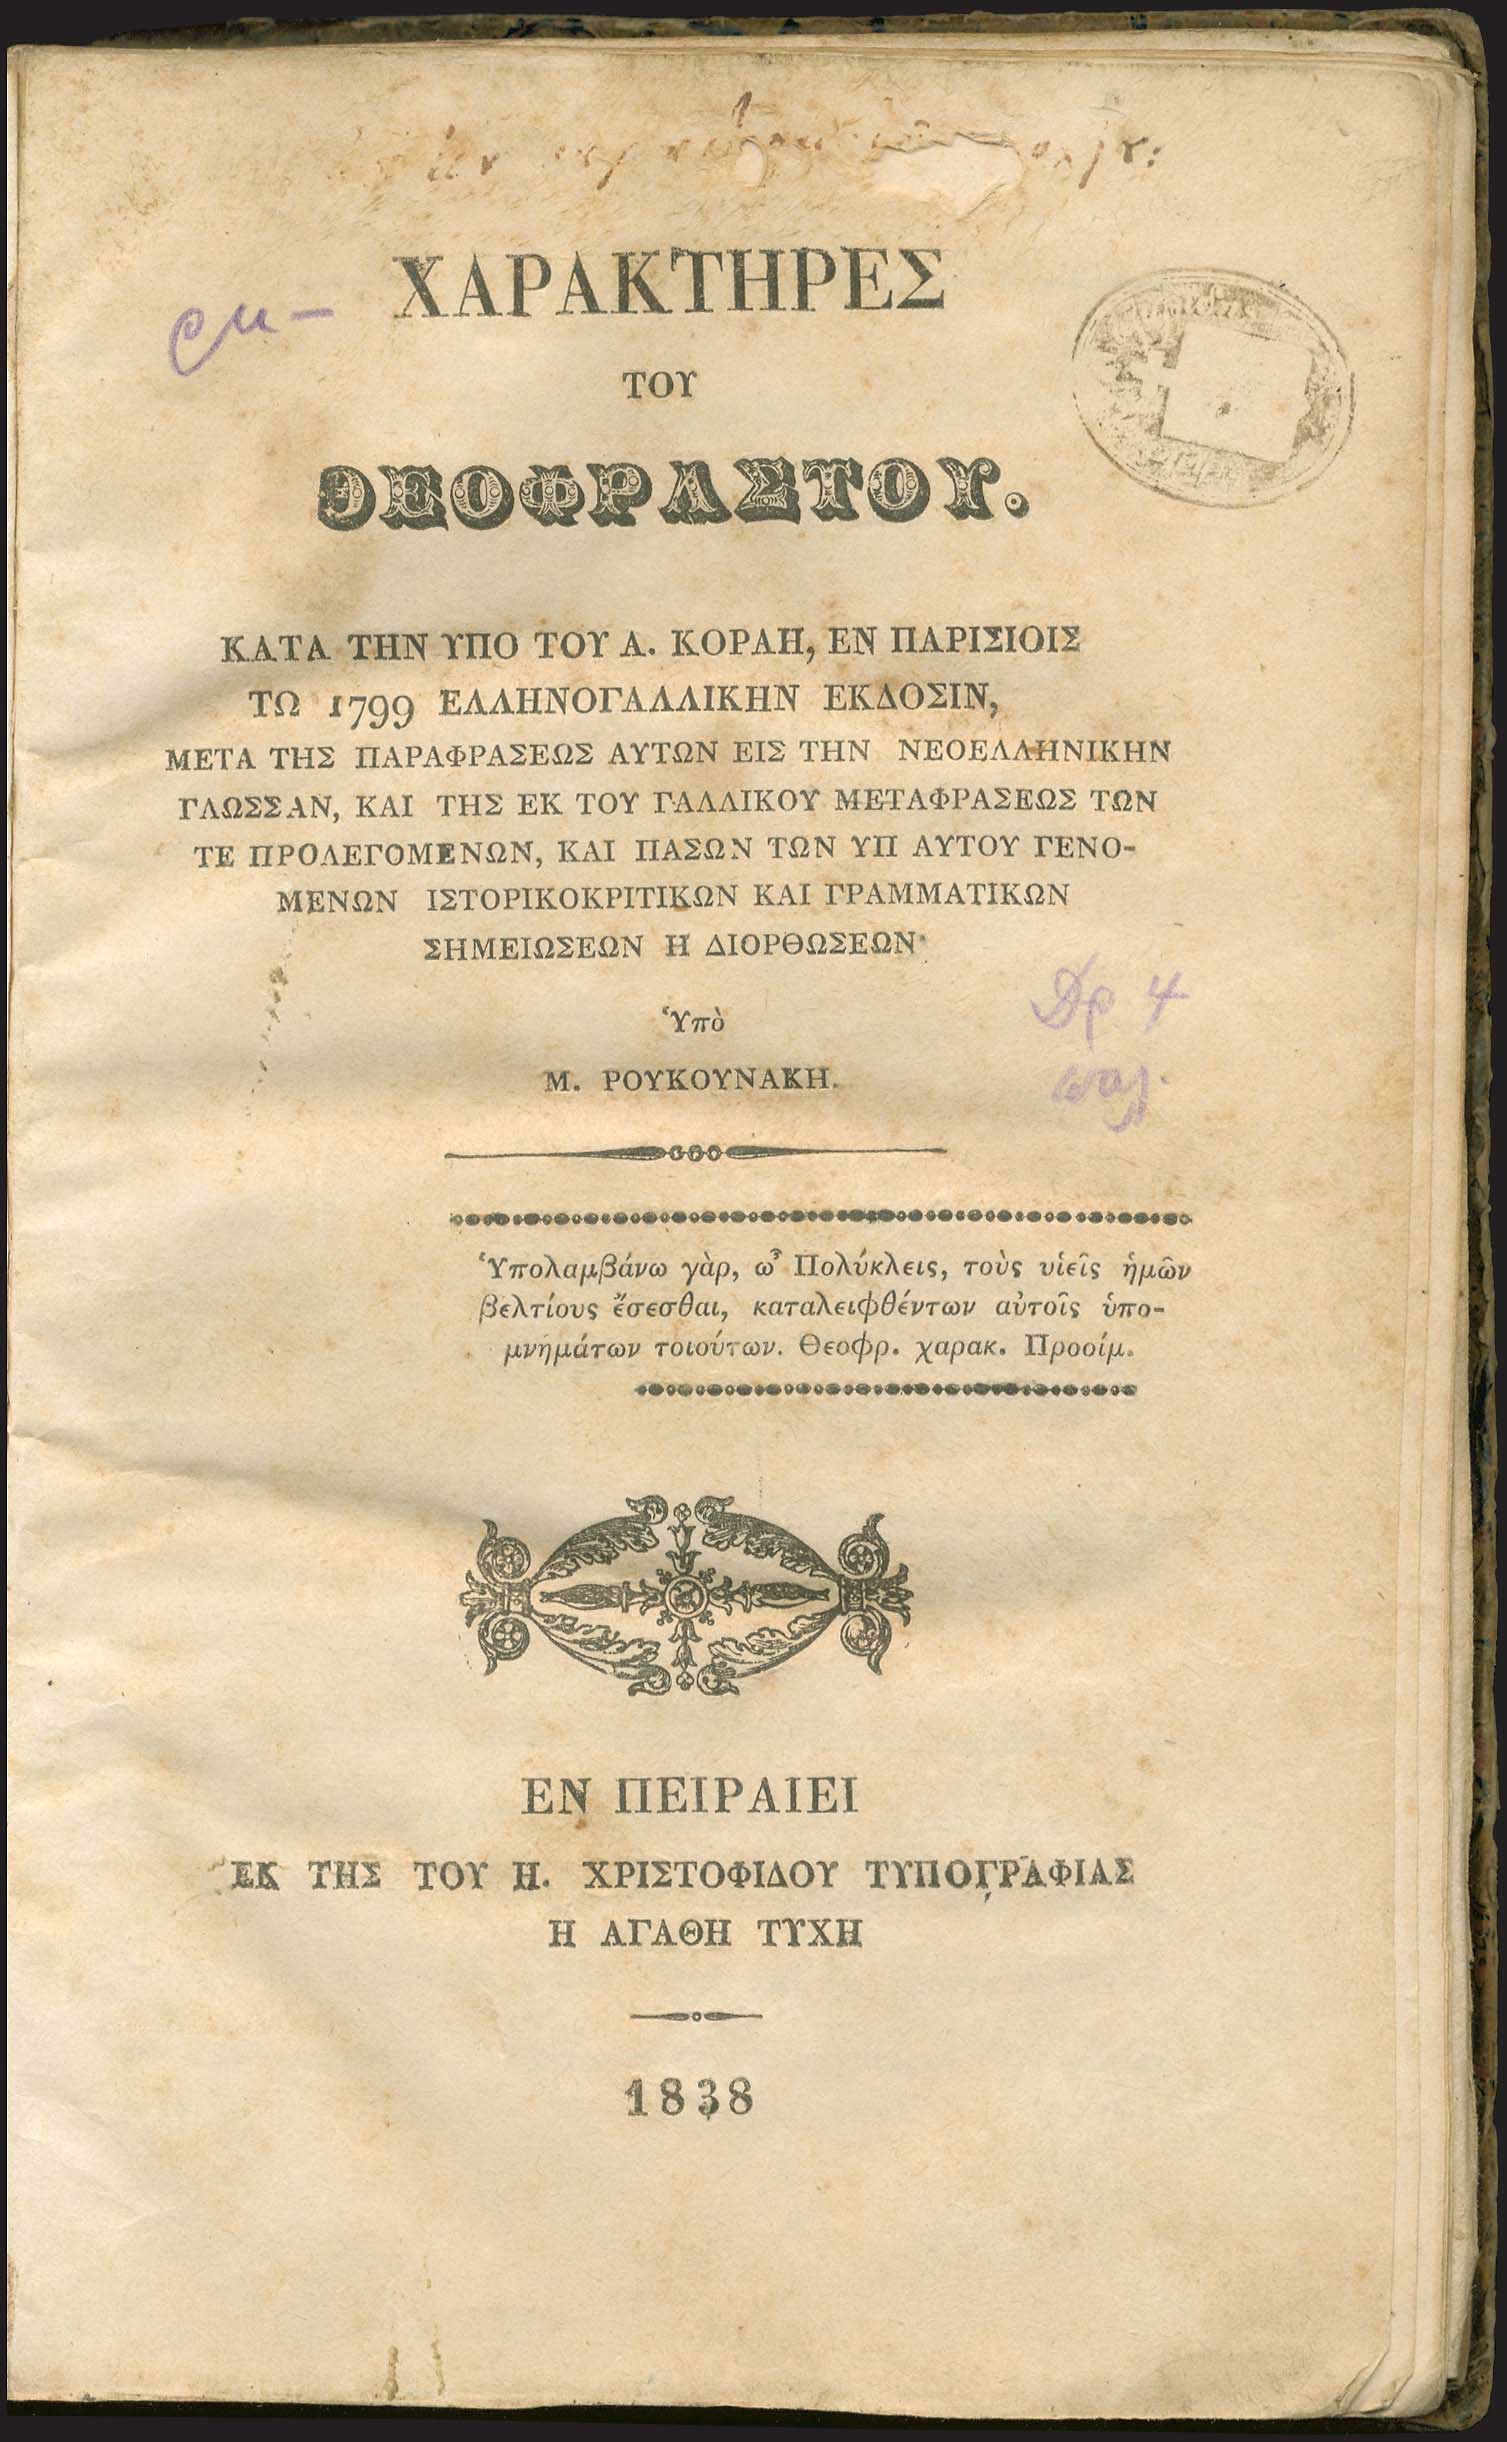 ΧΑΡΑΚΤΗΡΕΣ
ΤΟΥ
ΘΕΟΦΡΑΣΤΟΥ.
ΚΑΤΑ ΤΗΝ ΥΠΟ ΤΟΥ Α. ΚΟΡΑΗ, ΕΝ ΠΑΡΙΣΙΟΙΣ
ΤΩ 1799 ΕΛΛΗΝΟΓΑΛΛΙΚΗΝ ΕΚΔΟΣΙΝ,
ΜΕΤΑ ΤΗΣ ΠΑΡΑΦΡΑΣΕΩΣ ΑΥΤΩΝ ΕΙΣ ΤΗΝ ΝΕΟΕΛΛΗΝΙΚΗΝ
ΓΛΩΣΣΑΝ, ΚΑΙ ΤΗΣ ΕΚ ΤΟΥ ΓΑΛΛΙΚΟΥ ΜΕΤΑΦΡΑΣΕΩΣ ΤΩΝ
ΤΕ ΠΡΟΛΕΓΟΜΕΝΩΝ, ΚΑΙ ΠΑΣΩΝ ΤΩΝ ΥΠ ΑΥΤΟΥ ΓΕΝΟ-
ΜΕΝΩΝ ΙΣΤΟΡΙΚΟΚΡΙΤΙΚΩΝ ΚΑΙ ΓΡΑΜΜΑΤΙΚΩΝ
ΣΗΜΕΙΩΣΕΩΝ Η ΔΙΟΡΘΩΣΕΩΝ·
Ὑπὸ
Δρ 4
Μ. ΡΟΥΚΟΥΝΑΚΗ.
Ὑπολαμβάνω γὰρ, ὦ Πολύκλεις, τοὺς υἱεῖς ἡμῶν
βελτίους ἔσεσθαι, καταλειφθέντων αὐτοῖς ὑπο-
μνημάτων τοιούτων. Θεοφρ. χαρακ. Προοίμ.
ΕΝ ΠΕΙΡΑΙΕΙ
ΕΚ ΤΗΣ ΤΟΥ Η. ΧΡΙΣΤΟΦΙΔΟΥ ΤΥΠΟΓΡΑΦΙΑΣ
Η ΑΓΑΘΗ ΤΥΧΗ
1838